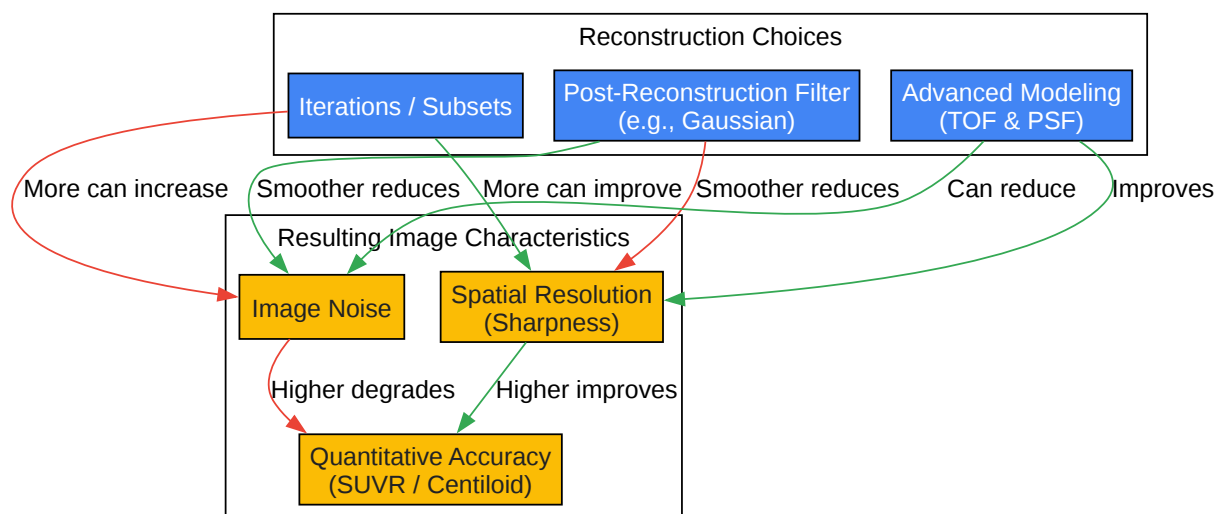 Reconstruction Choices
Iterations / Subsets
Post-Reconstruction Filter
(e.g., Gaussian)
Advanced Modeling
(TOF & PSF)
More can increase
Smoother reduces
More can improve
Smoother reduces
Can reduce
Improves
Resulting Image Characteristics
Image Noise
Spatial Resolution
(Sharpness)
Higher degrades
Higher improves
Quantitative Accuracy
(SUVR / Centiloid)